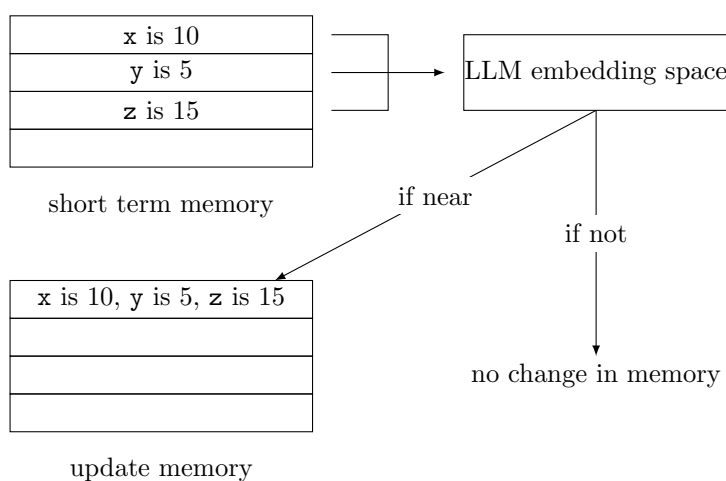 x is 10
y is 5
LLM embedding space
z is 15
short term memory
if near
if not
x is 10, y is 5, z is 15
no change in memory
update memory